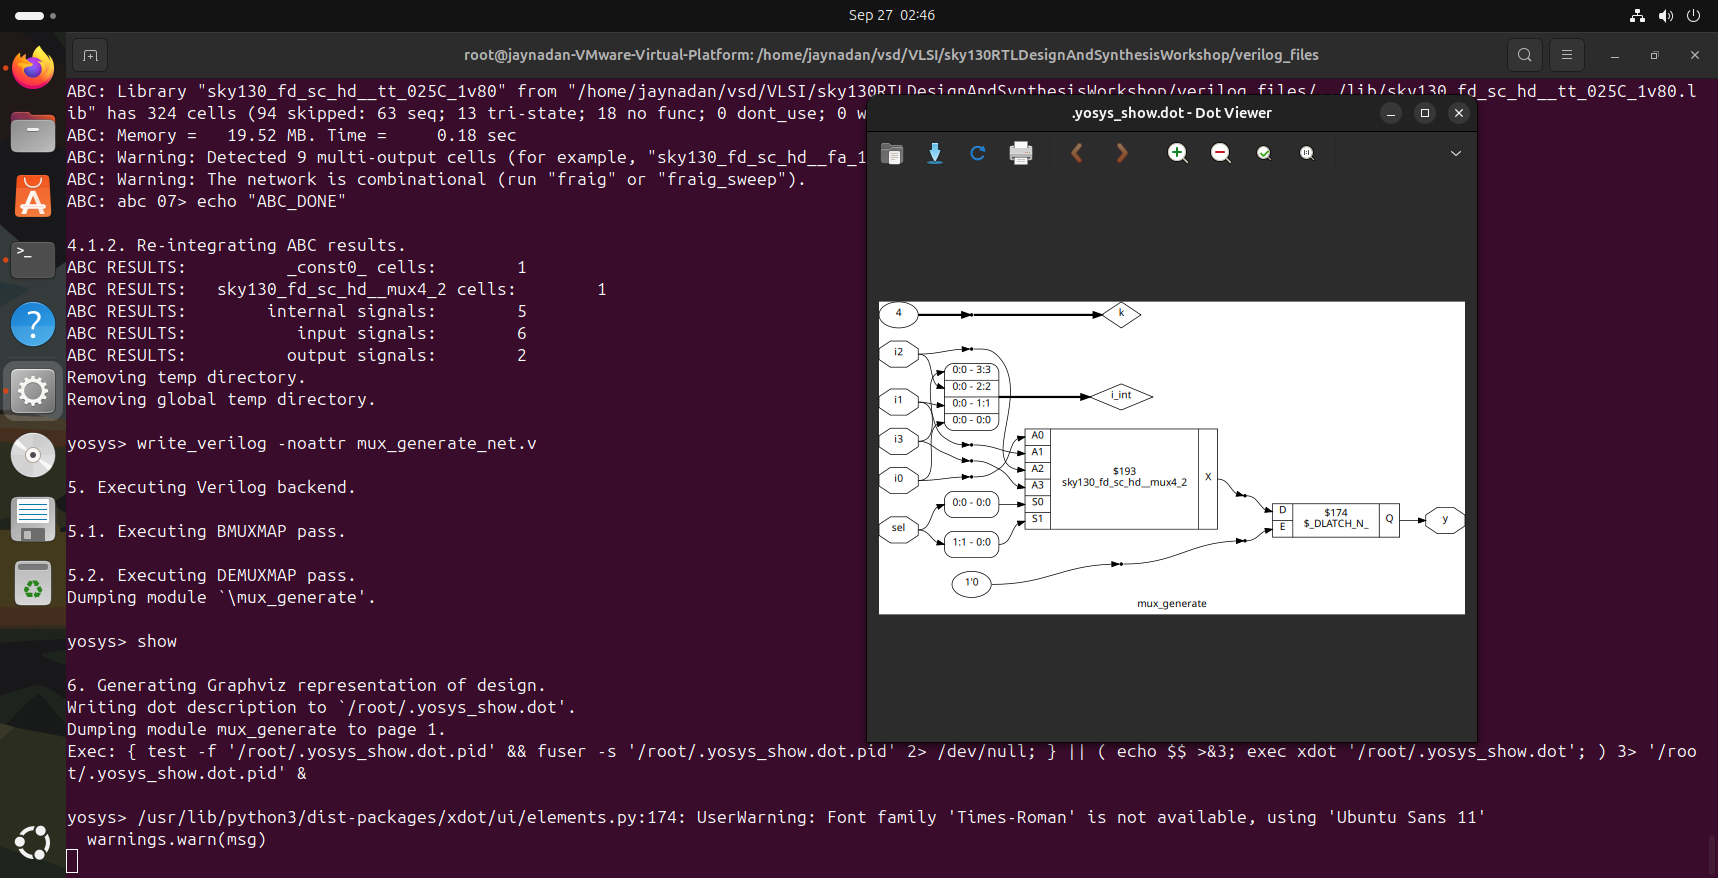 Sep 27 02:46
root@jaynadan-VMware-Virtual-Platform: /home/jaynadan/vsd/VLSI/sky130RTLDesignAndSynthesisWorkshop/verilog_files
ABC: Library "sky130_fd_sc_hd__tt_025C_1v80" from "/home/jaynadan/vsd/VLSI/sky130RTLDesignAndSynthesisWorkshop/verilog_files/../lib/sky130_fd_sc_hd__tt_025C_1v80.l
ib" has 324 cells (94 skipped: 63 seq; 13 tri-state; 18 no func; 0 dont_use; 0 w
ABC: Memory =   19.52 MB. Time =     0.18 sec
ABC: Warning: Detected 9 multi-output cells (for example, "sky130_fd_sc_hd__fa_1
ABC: Warning: The network is combinational (run "fraig" or "fraig_sweep").
ABC: abc 07> echo "ABC_DONE"
4.1.2. Re-integrating ABC results.
ABC RESULTS:          _const0_ cells:        1
ABC RESULTS:   sky130_fd_sc_hd__mux4_2 cells:        1
ABC RESULTS:        internal signals:        5
ABC RESULTS:           input signals:        6
ABC RESULTS:          output signals:        2
Removing temp directory.
Removing global temp directory.
yosys> write_verilog -noattr mux_generate_net.v
5. Executing Verilog backend.
5.1. Executing BMUXMAP pass.
5.2. Executing DEMUXMAP pass.
Dumping module `\mux_generate'.
yosys> show
6. Generating Graphviz representation of design.
Writing dot description to `/root/.yosys_show.dot'.
Dumping module mux_generate to page 1.
Exec: { test -f '/root/.yosys_show.dot.pid' && fuser -s '/root/.yosys_show.dot.pid' 2> /dev/null; } || ( echo $$ >&3; exec xdot '/root/.yosys_show.dot'; ) 3> '/roo
t/.yosys_show.dot.pid' &
yosys> /usr/lib/python3/dist-packages/xdot/ui/elements.py:174: UserWarning: Font family 'Times-Roman' is not available, using 'Ubuntu Sans 11'
  warnings.warn(msg)
.yosys_show.dot - Dot Viewer
4
k
i2
0:0 - 3:3
0:0 - 2:2
0:0 - 1:1
0:0 - 0:0
i_int
i1
i3
i0
sel
A0
A1
A2
A3
S0
S1
$193
sky130_fd_sc_hd__mux4_2
X
0:0 - 0:0
1:1 - 0:0
1'0
D
E
$174
$_DLATCH_N_
Q
y
mux_generate